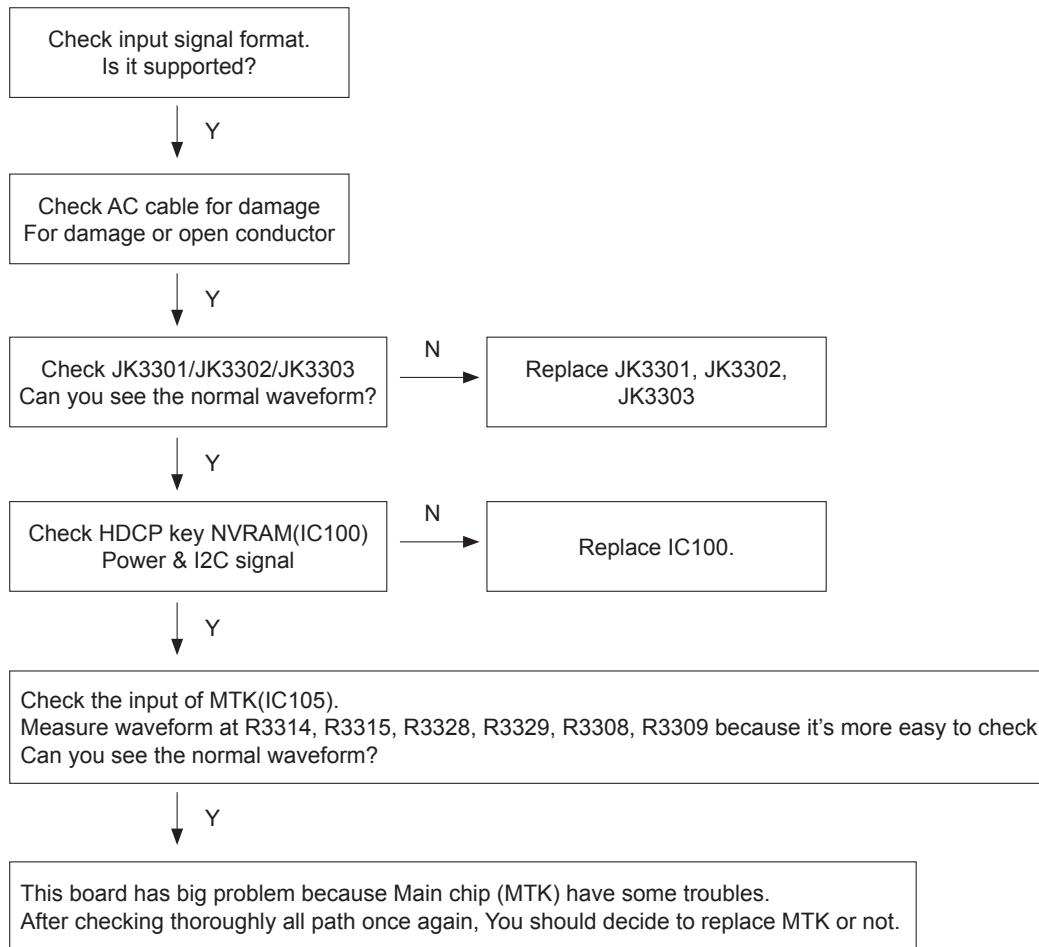 Check input signal format.
Is it supported?
Y
Check AC cable for damage
For damage or open conductor
Y
Check JK3301/JK3302/JK3303
Can you see the normal waveform?
N
Replace JK3301, JK3302,
JK3303
Y
Check HDCP key NVRAM(IC100)
Power & I2C signal
N
Replace IC100.
Y
Check the input of MTK(IC105).
Measure waveform at R3314, R3315, R3328, R3329, R3308, R3309 because it's more easy to check
Can you see the normal waveform?
Y
This board has big problem because Main chip (MTK) have some troubles.
After checking thoroughly all path once again, You should decide to replace MTK or not.